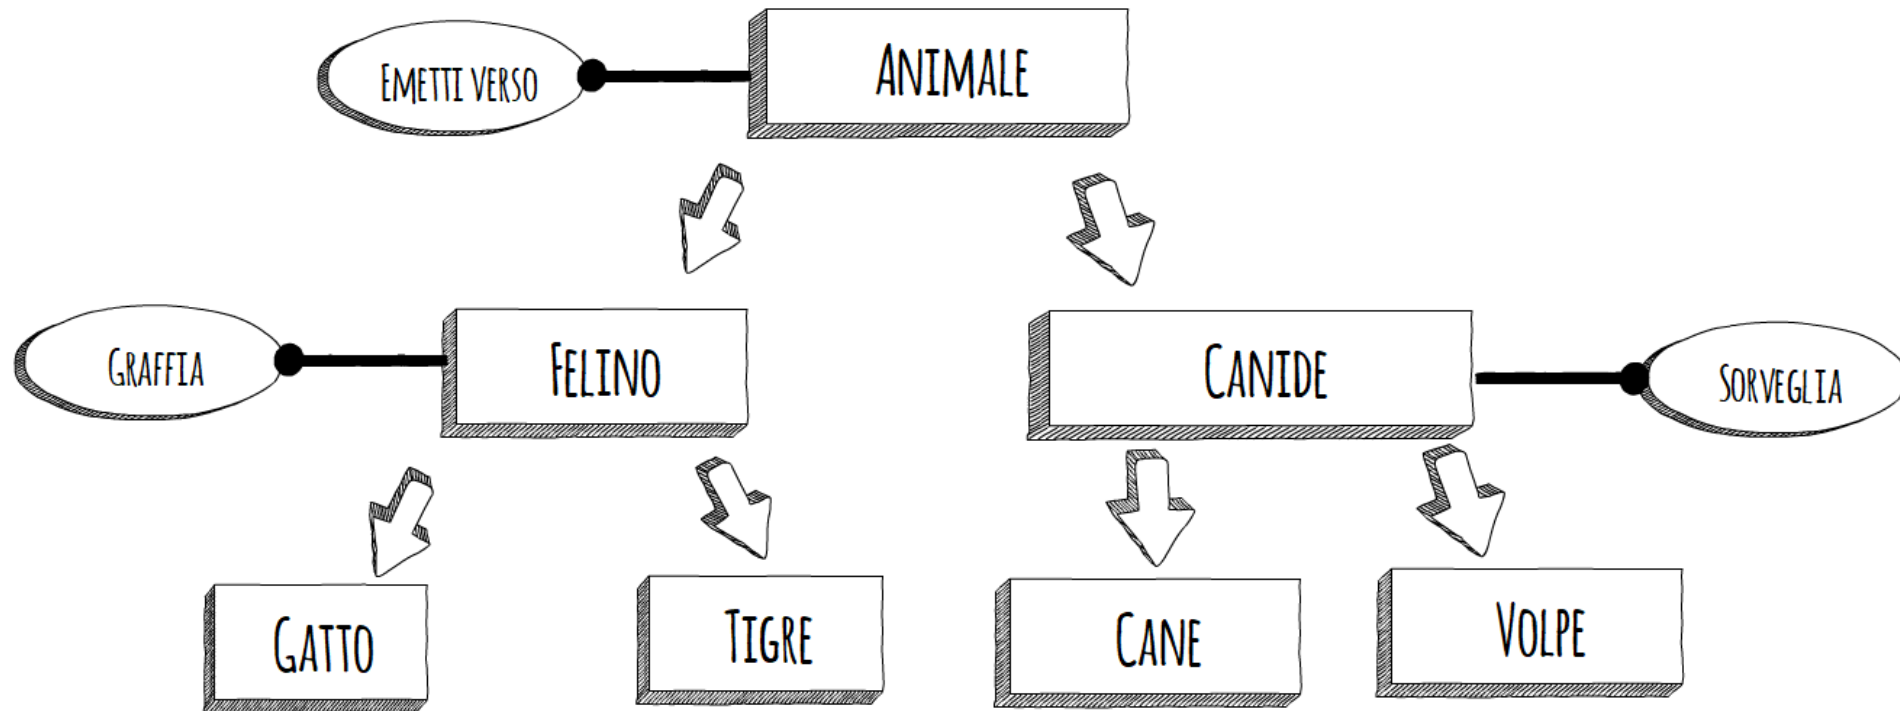 EMETTI VERSO
ANIMALE
GRAFFIA
FELINO
CANIDE
SORVEGLIA
GATTO
TIGRE
CANE
VOLPE